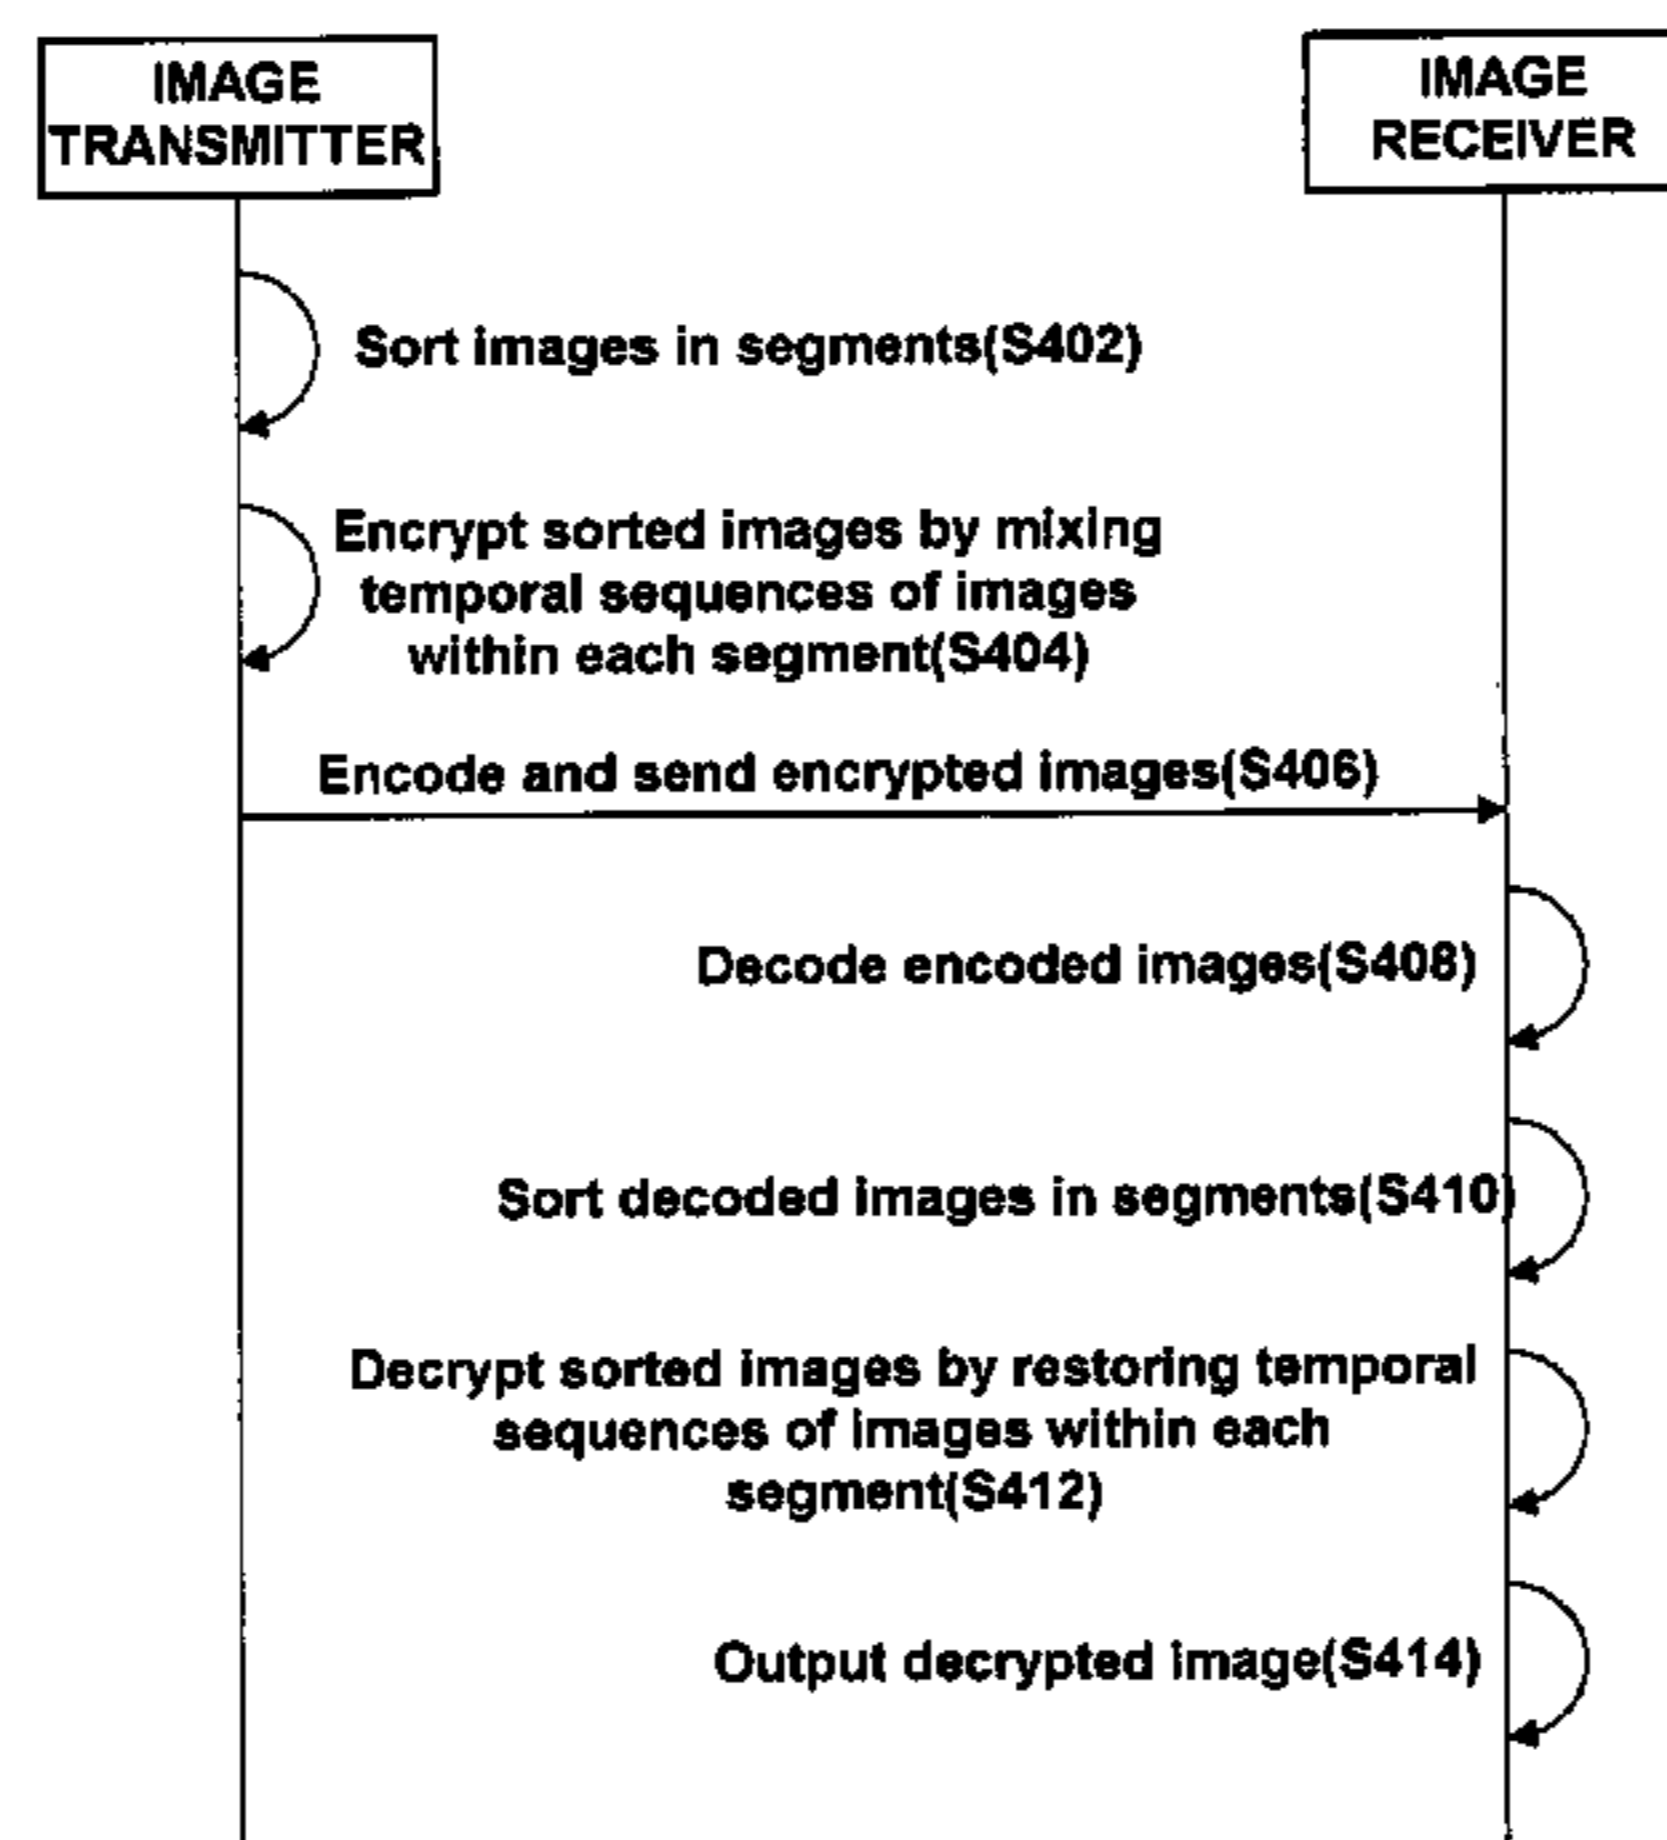 IMAGE
TRANSMITTER
IMAGE
RECEIVER
Sort images in segments(S402)
Encrypt sorted images by mixing
temporal sequences of images
within each segment(S404)
Encode and send encrypted images(S406)
Decode encoded images(S408)
Sort decoded images in segments(S410)
Decrypt sorted images by restoring temporal
sequences of images within each
segment(S412)
Output decrypted image(S414)